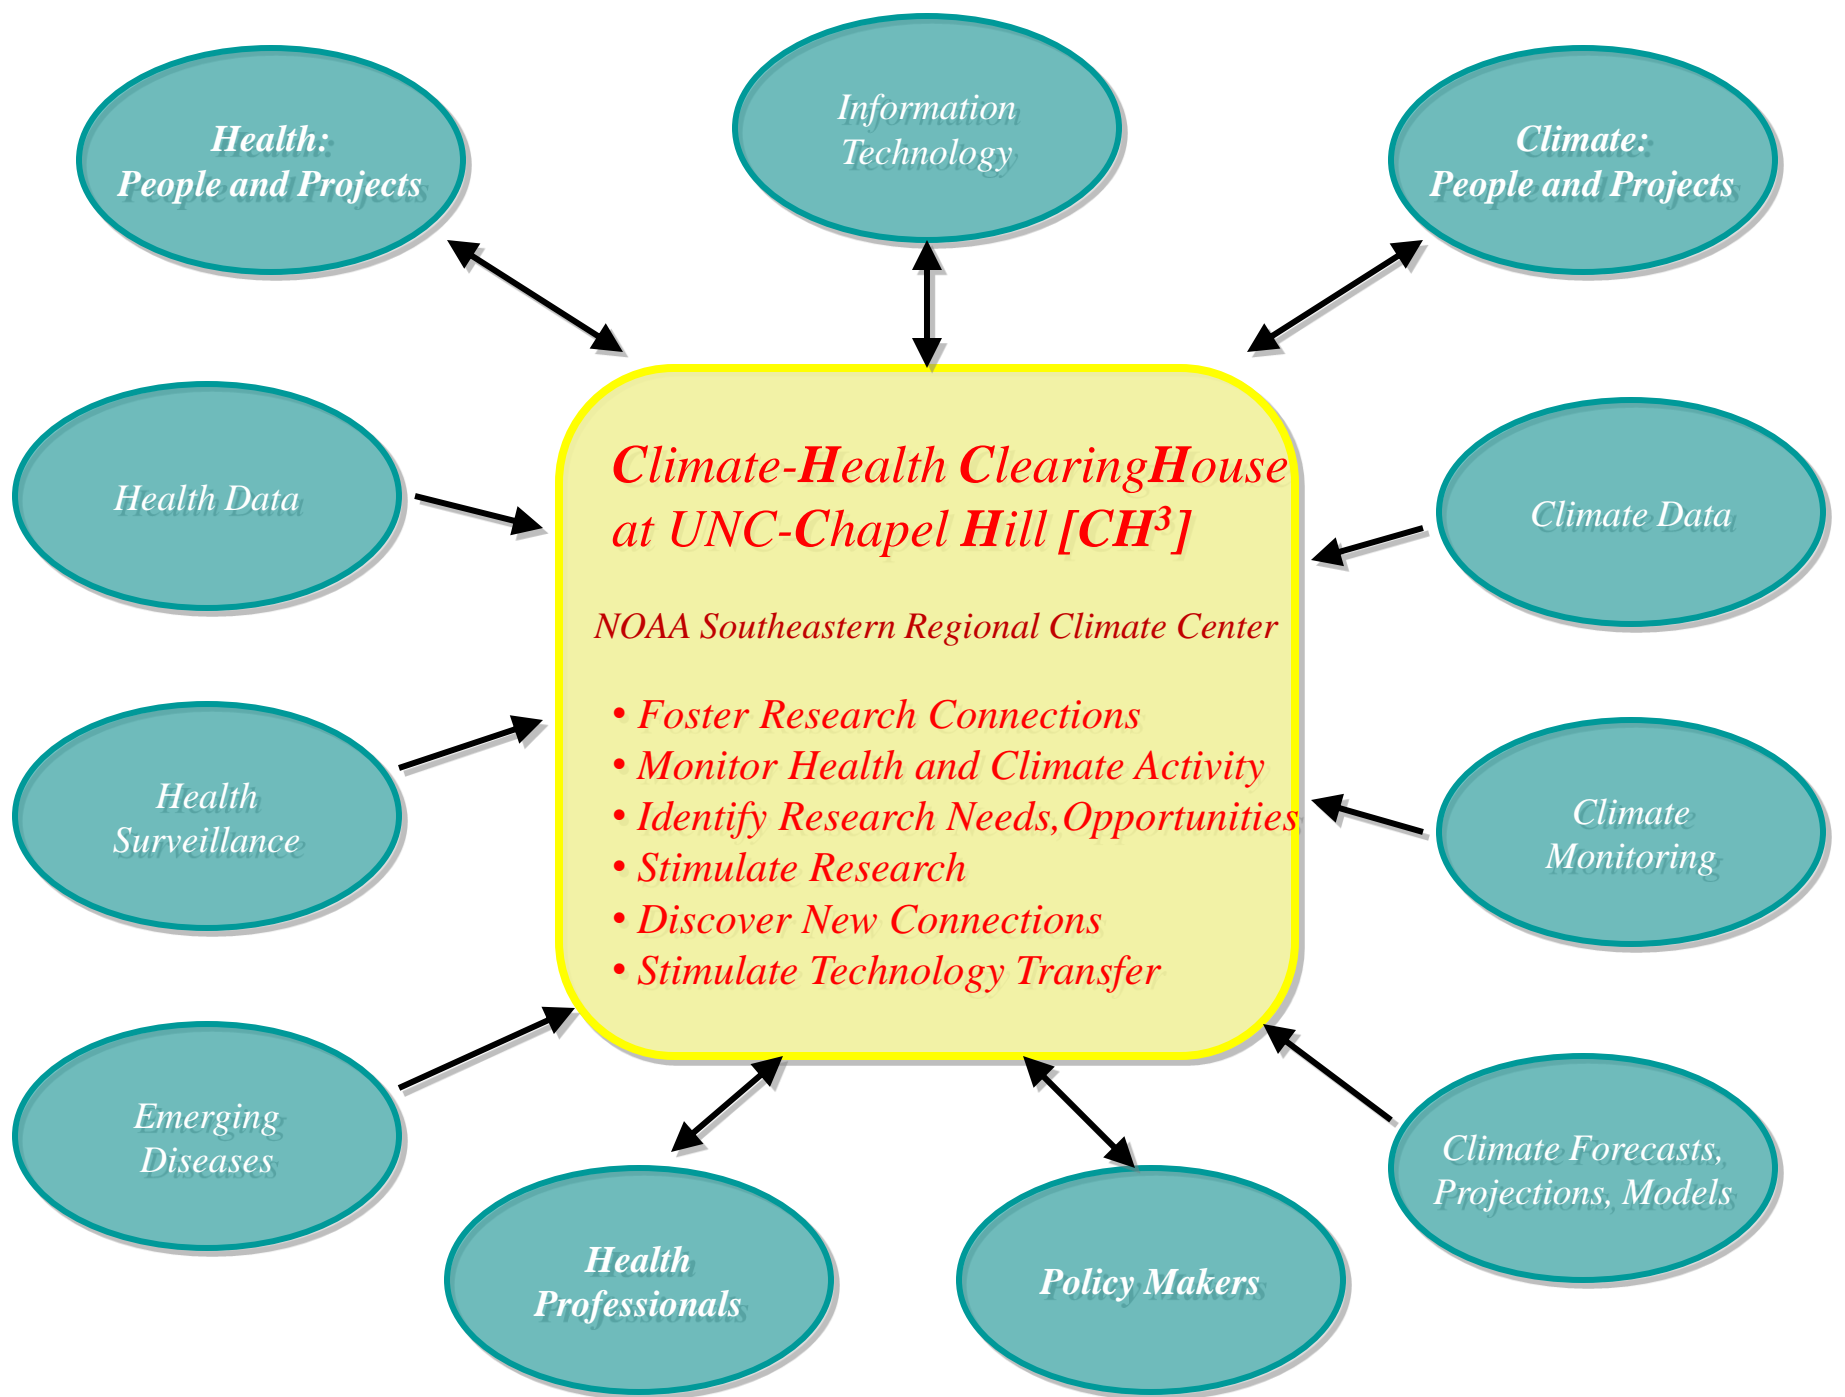 Health:
People and Projects
Information
Technology
Climate:
People and Projects
Climate-Health ClearingHouse
at UNC-Chapel Hill [CH³]
NOAA Southeastern Regional Climate Center
• Foster Research Connections
• Monitor Health and Climate Activity
• Identify Research Needs,Opportunities
• Stimulate Research
• Discover New Connections
• Stimulate Technology Transfer
Health Data
Climate Data
Health
Surveillance
Climate
Monitoring
Emerging
Diseases
Climate Forecasts,
Projections, Models
Health
Professionals
Policy Makers